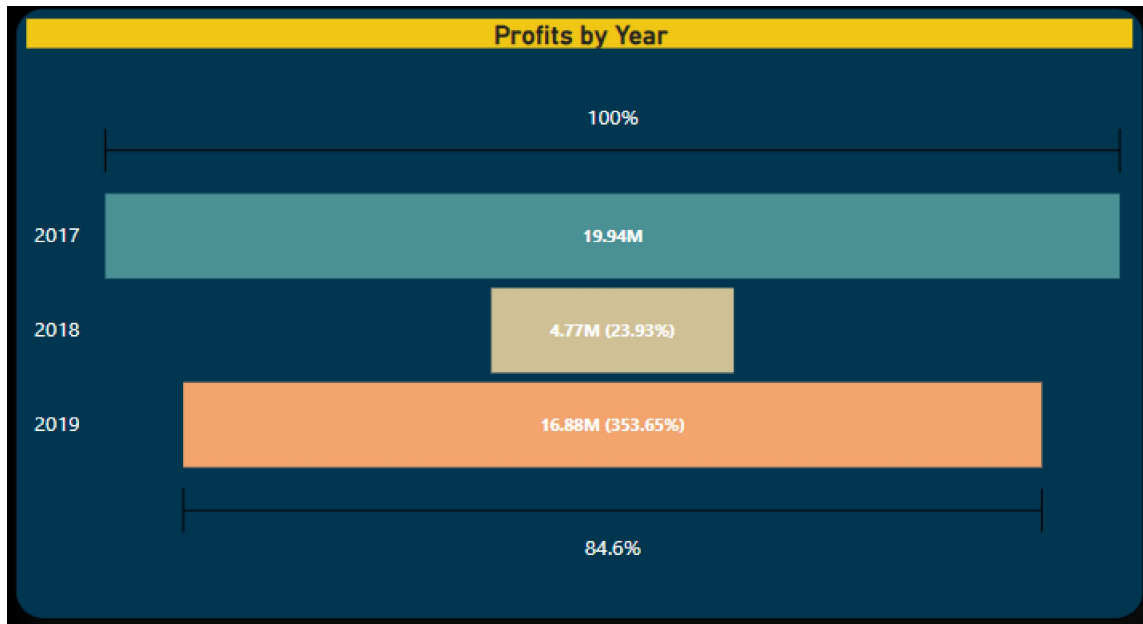 Profits by Year
100%
2017
19.94M
2018
4.77M (23.93%)
2019
16.88M (353.65%)
84.6%